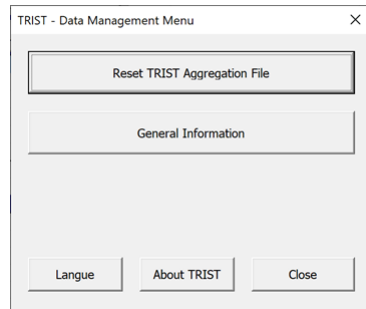 TRIST - Data Management Menu
Reset TRIST Aggregation File
General Information
Langue
About TRIST
Close